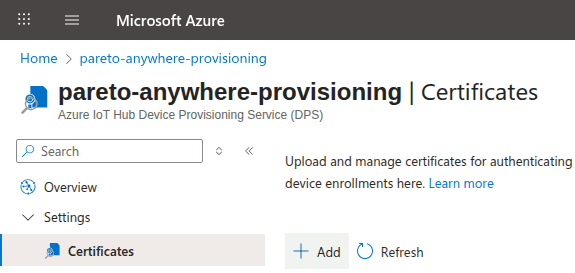 Microsoft Azure
Home > pareto-anywhere-provisioning
pareto-anywhere-provisioning | Certificates
Azure IoT Hub Device Provisioning Service (DPS)
Search
Overview
Settings
Certificates
Upload and manage certificates for authenticating
device enrollments here. Learn more
Add
Refresh